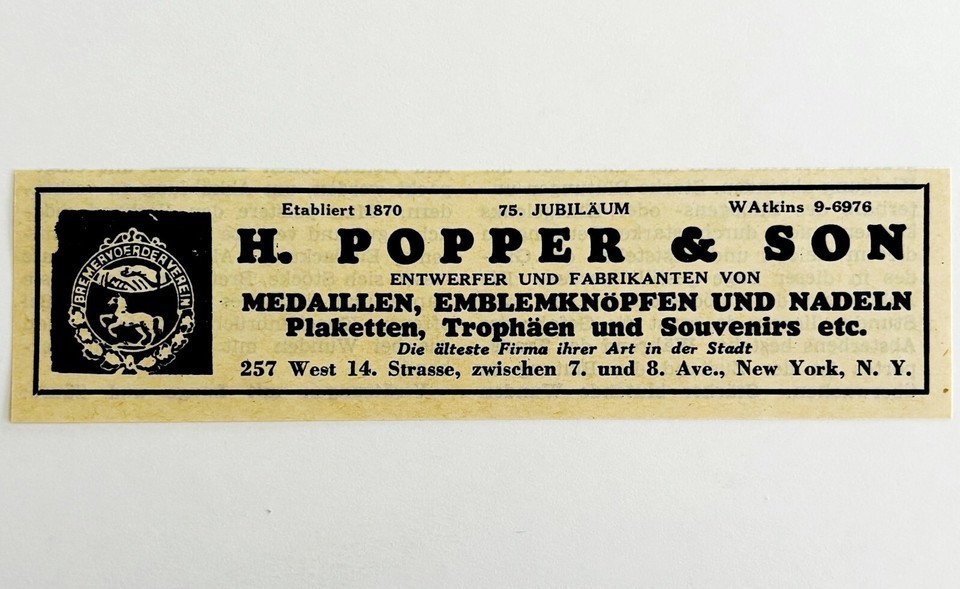 Etabliert 1870 75. JUBILÄUM WAtkins 9-6976
H. POPPER & SON
ENTWERFER UND FABRIKANTEN VON
MEDAILLEN, EMBLEMKNÖPFEN UND NADELN
Plaketten, Trophäen und Souvenirs etc.
Die älteste Firma ihrer Art in der Stadt
257 West 14. Strasse, zwischen 7. und 8. Ave., New York, N. Y.
BREMERVOERDER VEREIN